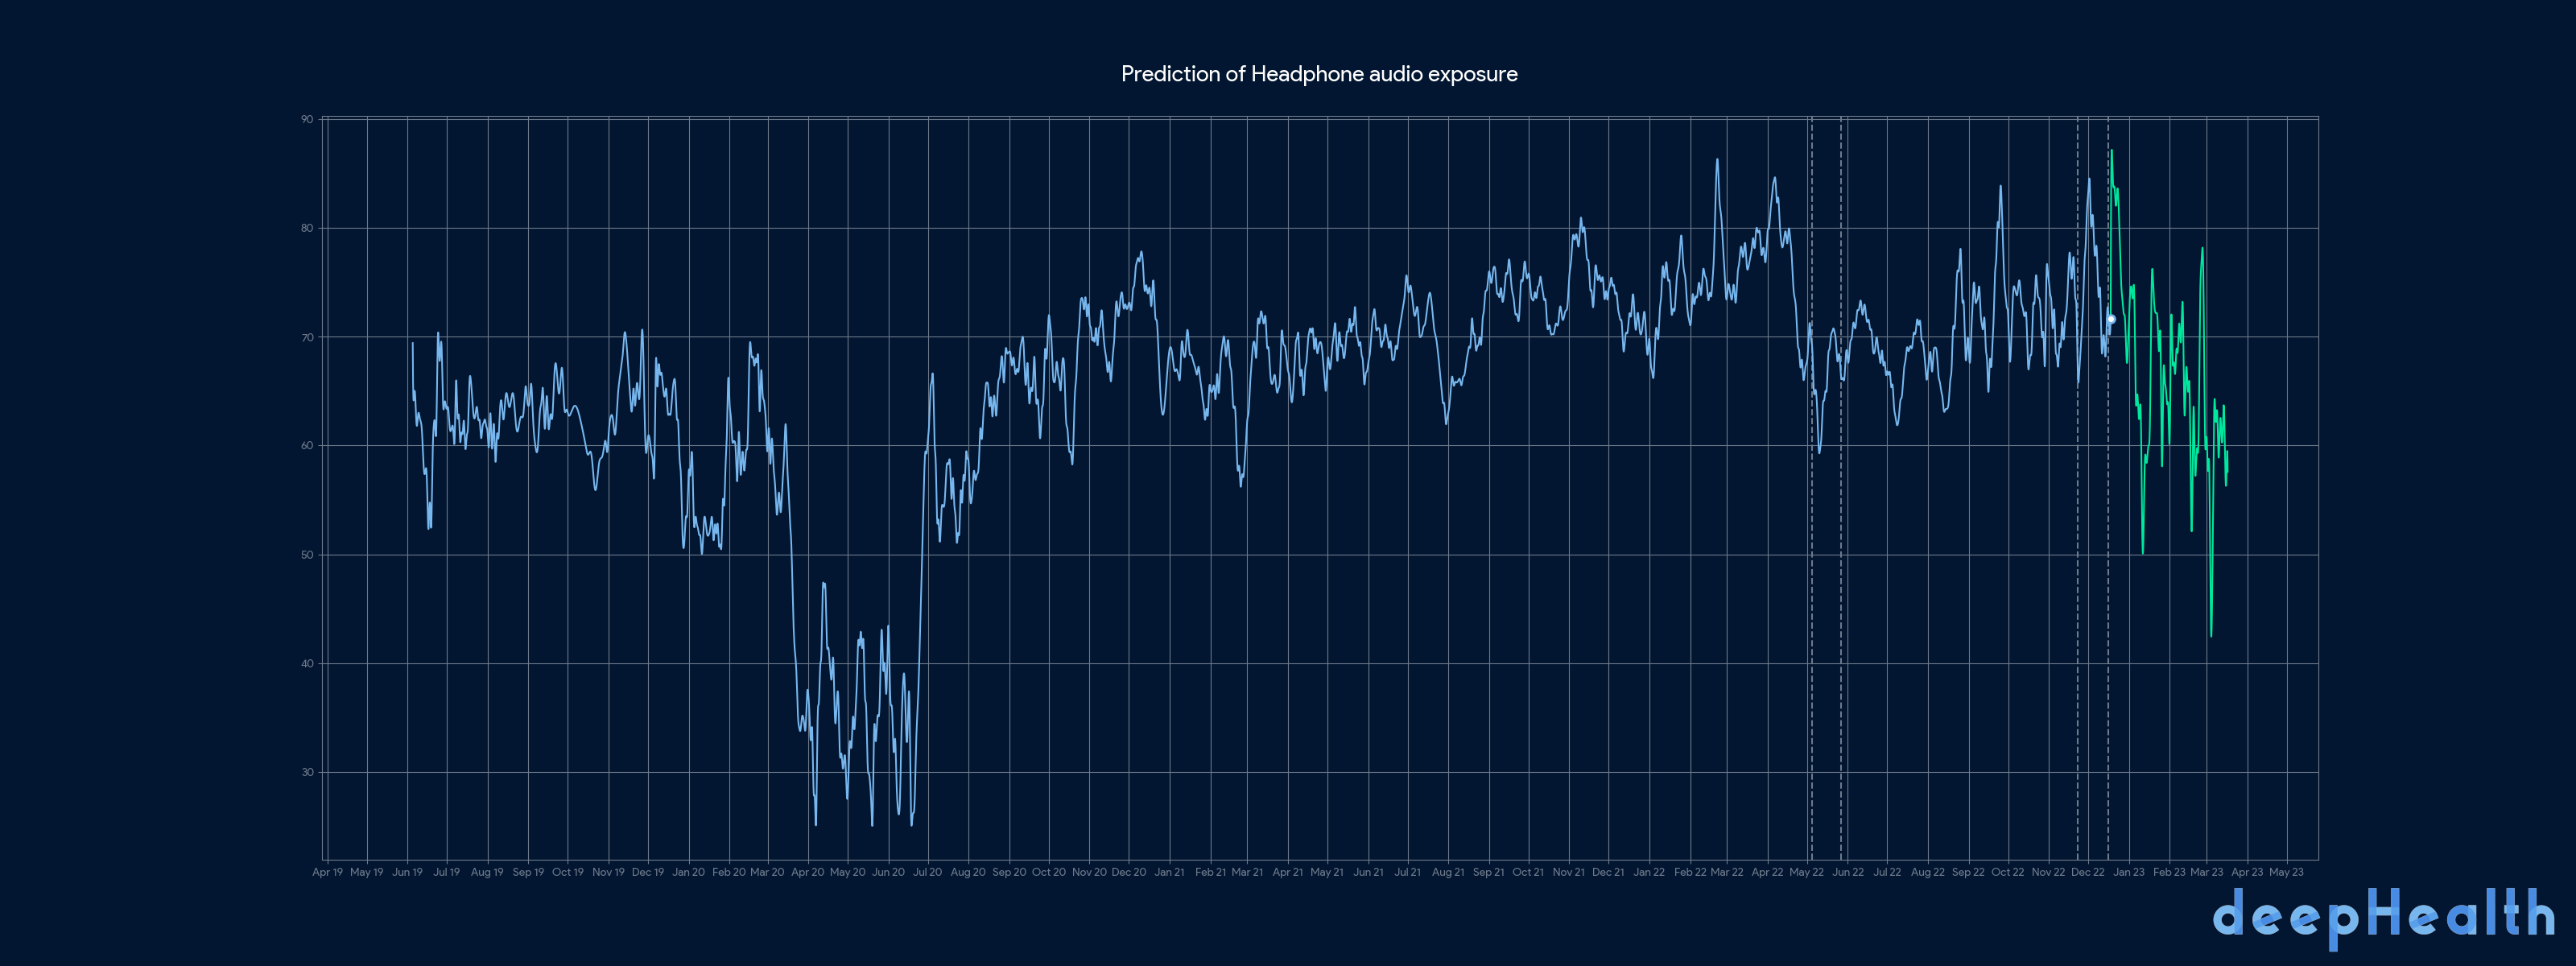 Prediction of Headphone audio exposure
90
80
70
60
50
40
30
Apr 19 May 19 Jun 19 Jul 19 Aug 19 Sep 19 Oct 19 Nov 19 Dec 19 Jan 20 Feb 20 Mar 20 Apr 20 May 20 Jun 20 Jul 20 Aug 20 Sep 20 Oct 20 Nov 20 Dec 20 Jan 21 Feb 21 Mar 21 Apr 21 May 21 Jun 21 Jul 21 Aug 21 Sep 21 Oct 21 Nov 21 Dec 21 Jan 22 Feb 22 Mar 22 Apr 22 May 22 Jun 22 Jul 22 Aug 22 Sep 22 Oct 22 Nov 22 Dec 22 Jan 23 Feb 23 Mar 23 Apr 23 May 23
deepHealth